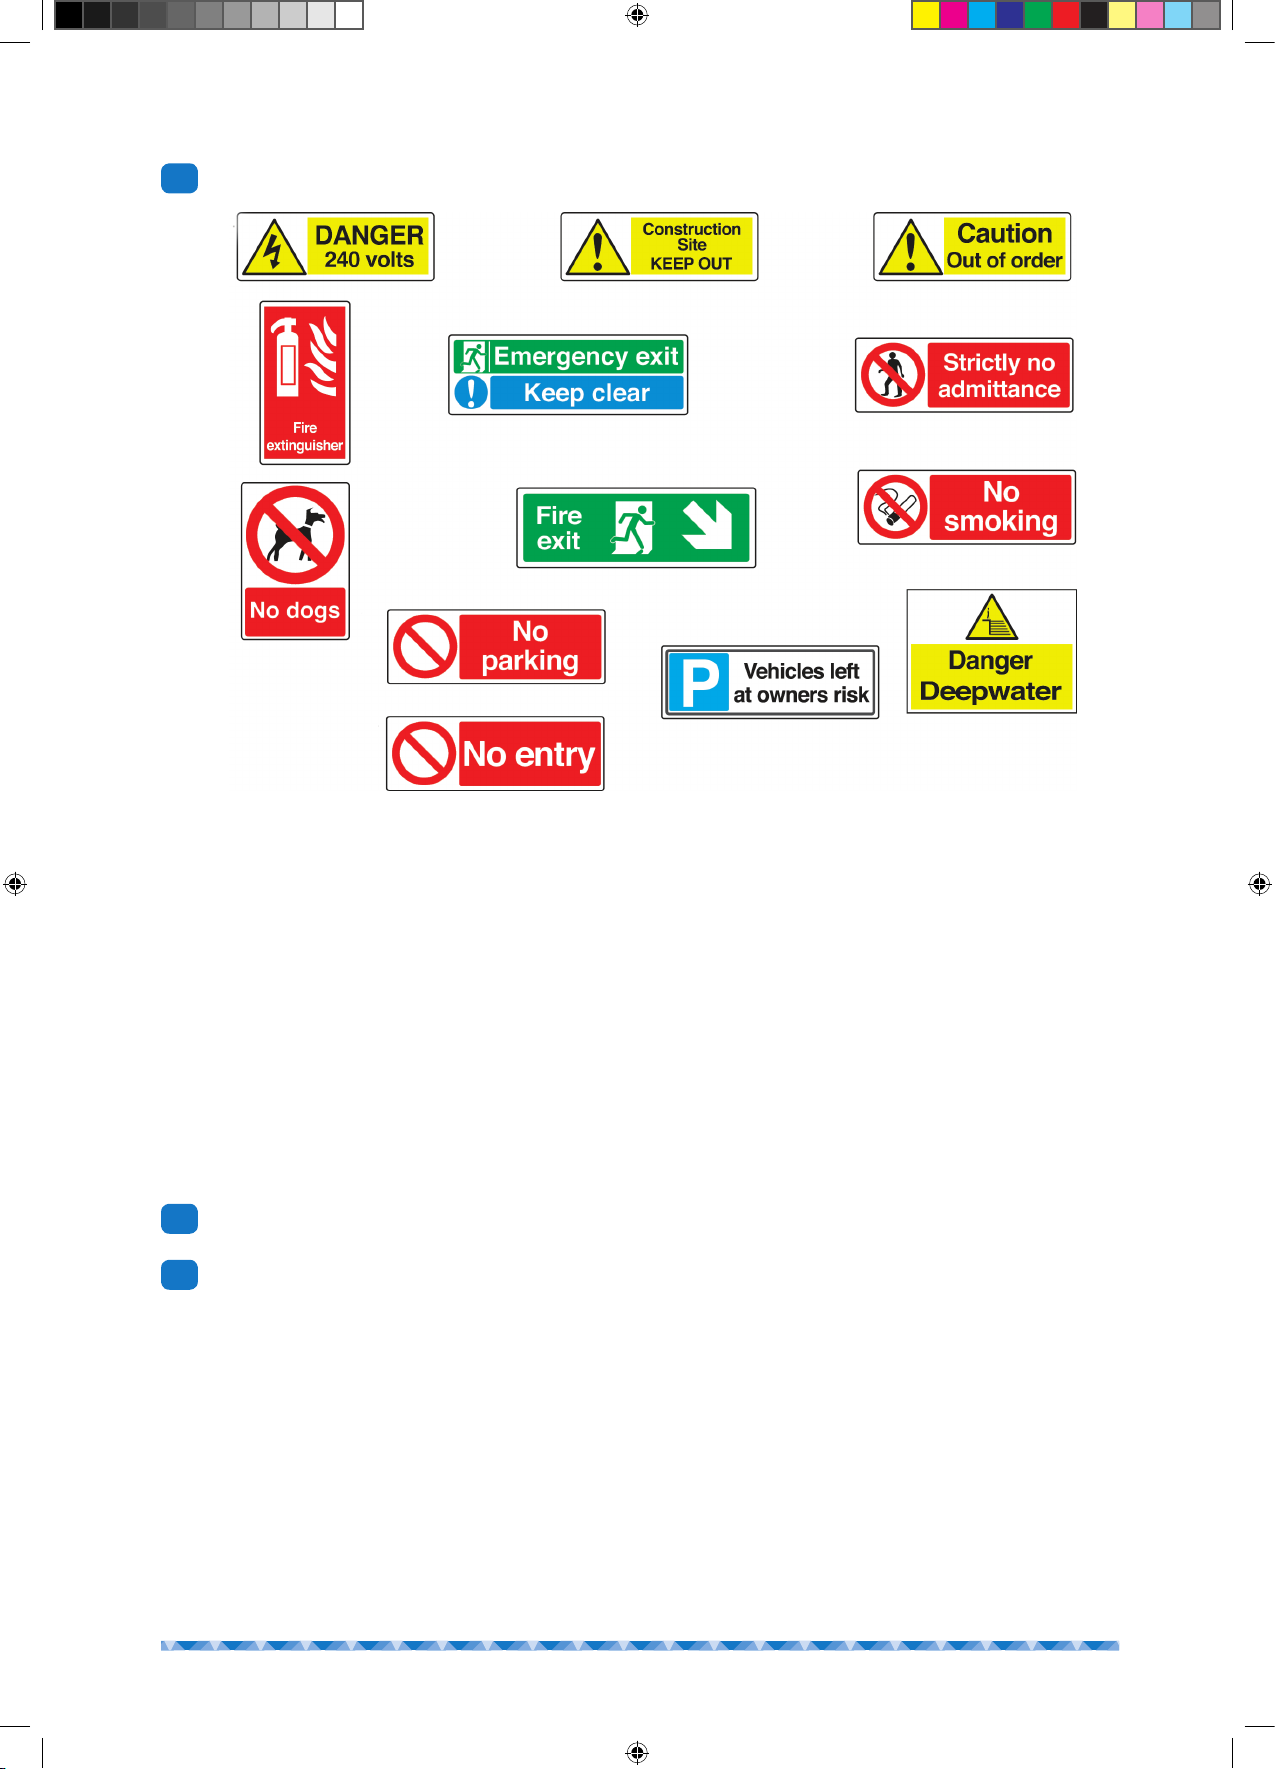 DANGER
240 volts
Construction
Site
KEEP OUT
Caution
Out of order
Fire
extinguisher
Emergency exit
Keep clear
Strictly no
admittance
No dogs
Fire
exit
No
smoking
No
parking
P
Vehicles left
at owners risk
Danger
Deepwater
No entry